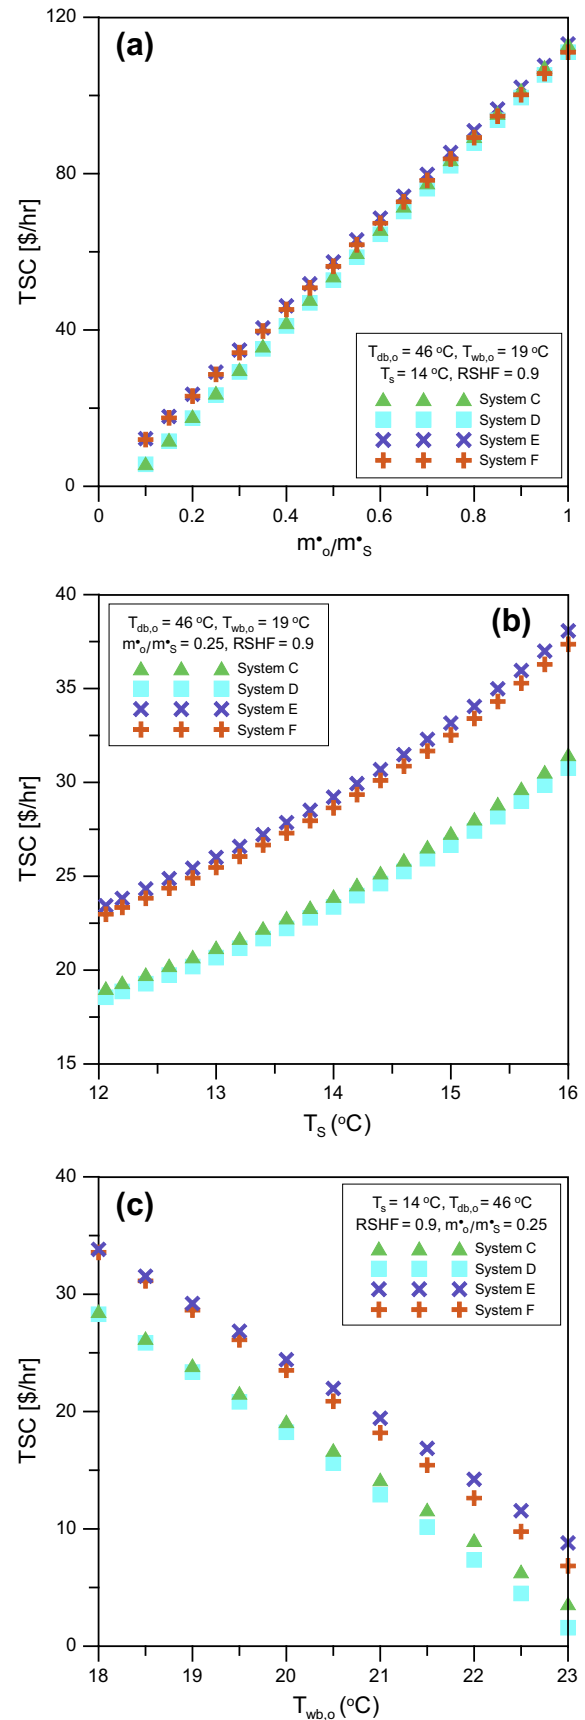 (a)
120
80
40
0
TSC [$/hr]
T_db,o = 46 °C, T_wb,o = 19 °C
T_s = 14 °C, RSHF = 0.9
System C
System D
System E
System F
0 0.2 0.4 0.6 0.8 1
m•_o/m•_S
(b)
40
35
30
25
20
15
TSC [$/hr]
T_db,o = 46 °C, T_wb,o = 19 °C
m•_o/m•_S = 0.25, RSHF = 0.9
System C
System D
System E
System F
12 13 14 15 16
T_S (°C)
(c)
40
30
20
10
0
TSC [$/hr]
T_s = 14 °C, T_db,o = 46 °C
RSHF = 0.9, m•_o/m•_S = 0.25
System C
System D
System E
System F
18 19 20 21 22 23
T_wb,o (°C)